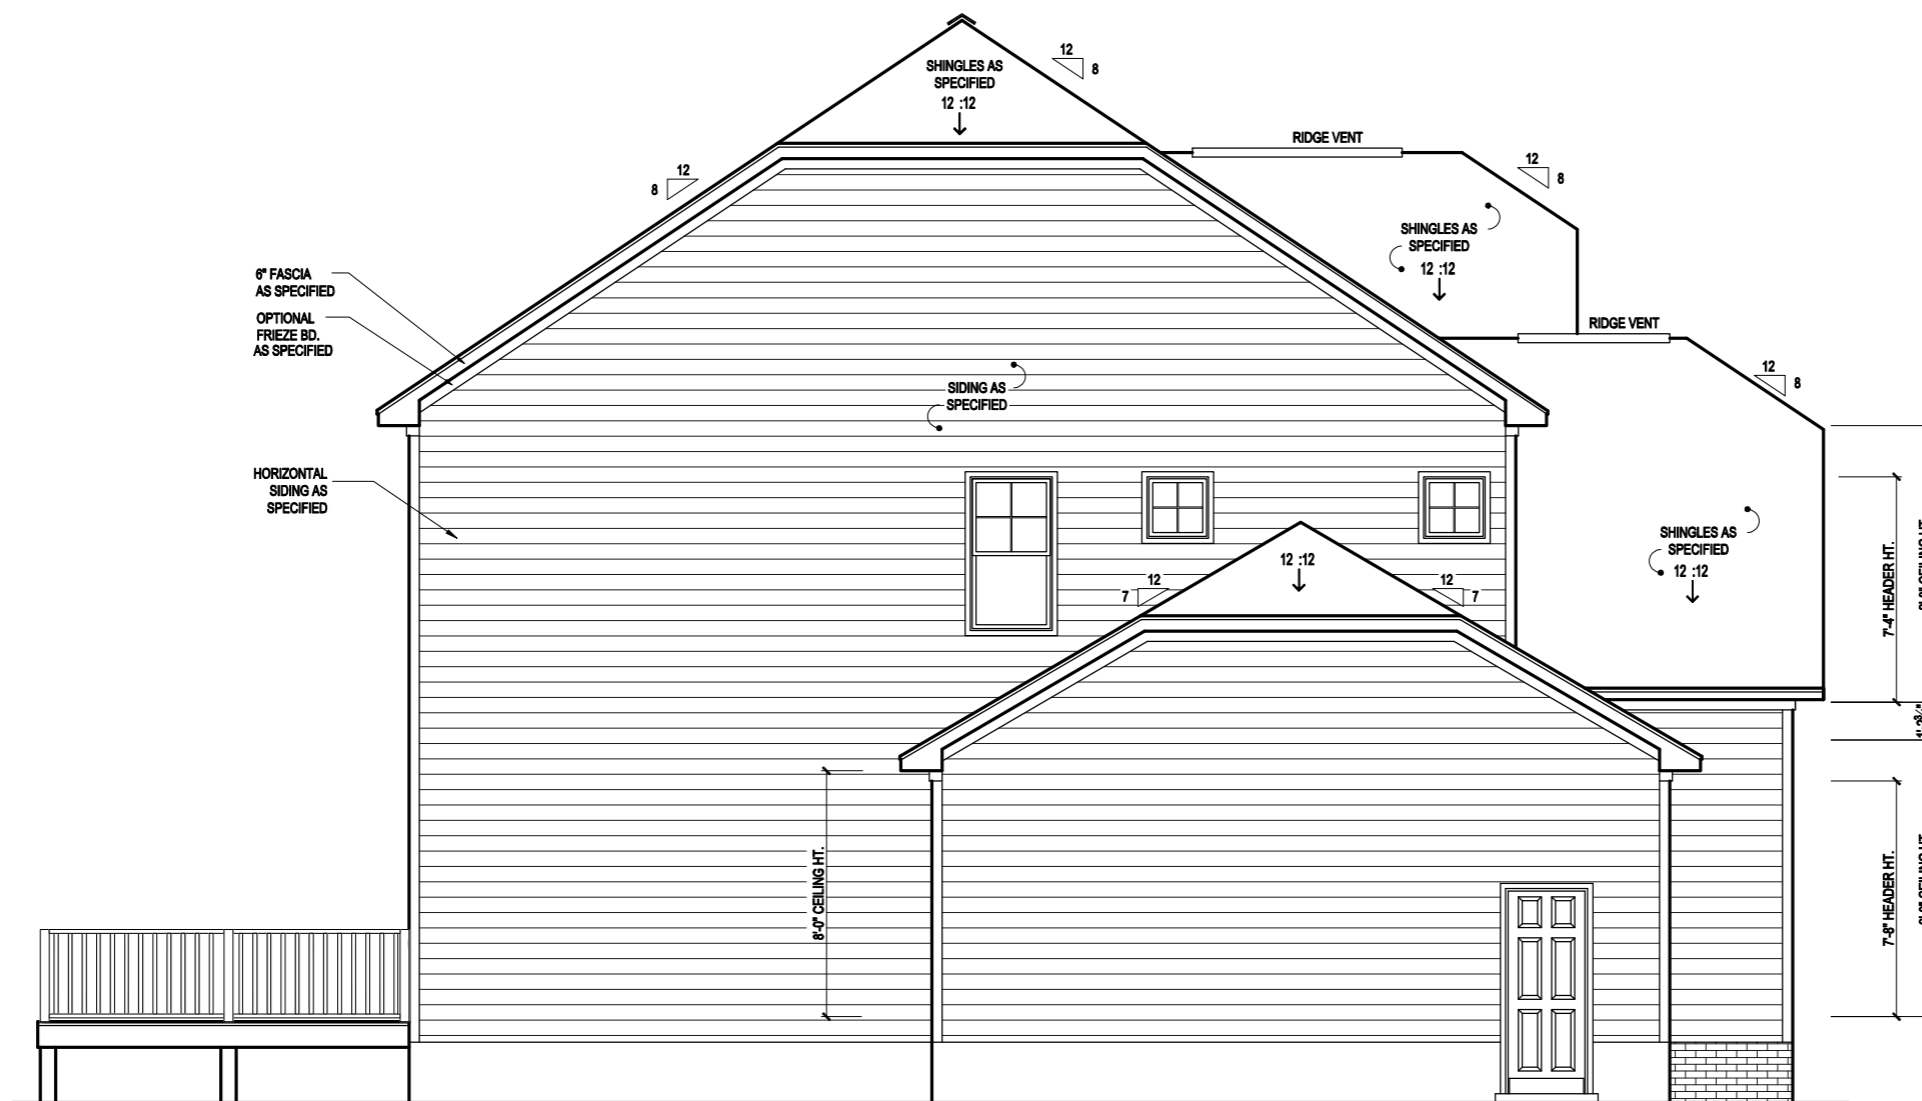 12
8
SHINGLES AS
SPECIFIED
12 :12
RIDGE VENT
12
8
12
8
SHINGLES AS
SPECIFIED
12 :12
6" FASCIA
AS SPECIFIED
OPTIONAL
FRIEZE BD.
AS SPECIFIED
RIDGE VENT
12
8
SIDING AS
SPECIFIED
HORIZONTAL
SIDING AS
SPECIFIED
SHINGLES AS
SPECIFIED
12 :12
12 :12
12
7
12
7
7'-4" HEADER HT.
8'-0" CEILING HT.
7'-8" HEADER HT.